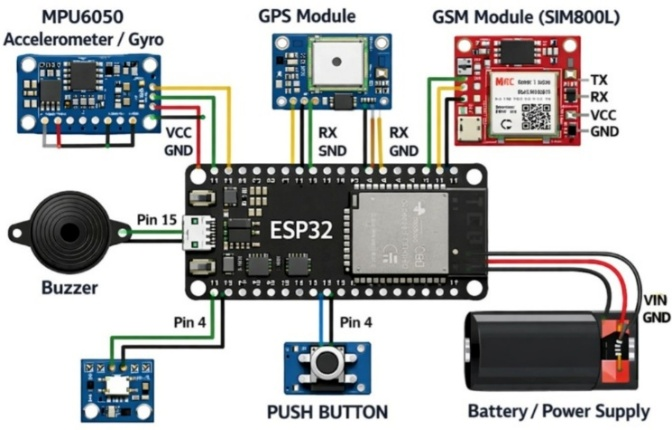 MPU6050
Accelerometer / Gyro
GPS Module
GSM Module (SIM800L)
TX
RX
VCC
GND
VCC
GND
RX
SND
RX
GND
ESP32
Pin 15
Buzzer
Pin 4
Pin 4
PUSH BUTTON
VIN
GND
Battery / Power Supply